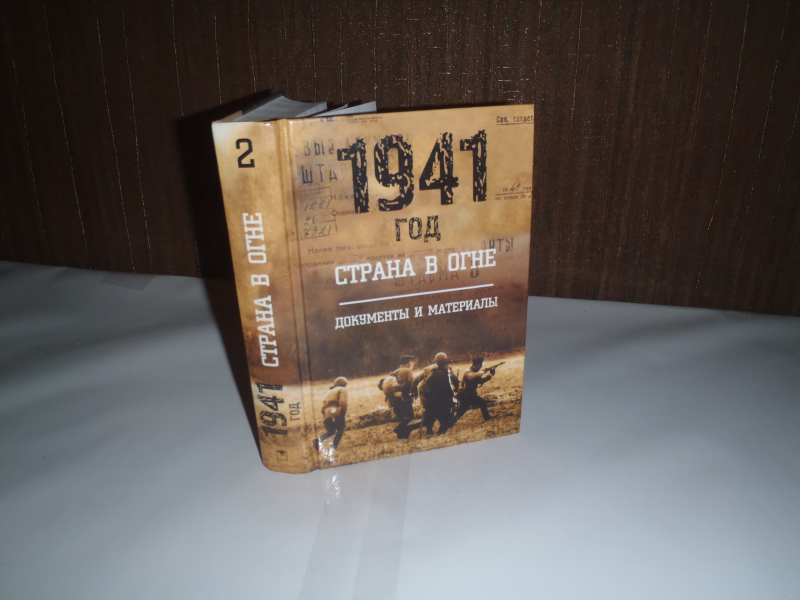 2
СТРАНА В ОГНЕ
1941
ГОД
1941
ГОД
СТРАНА В ОГНЕ
ДОКУМЕНТЫ И МАТЕРИАЛЫ